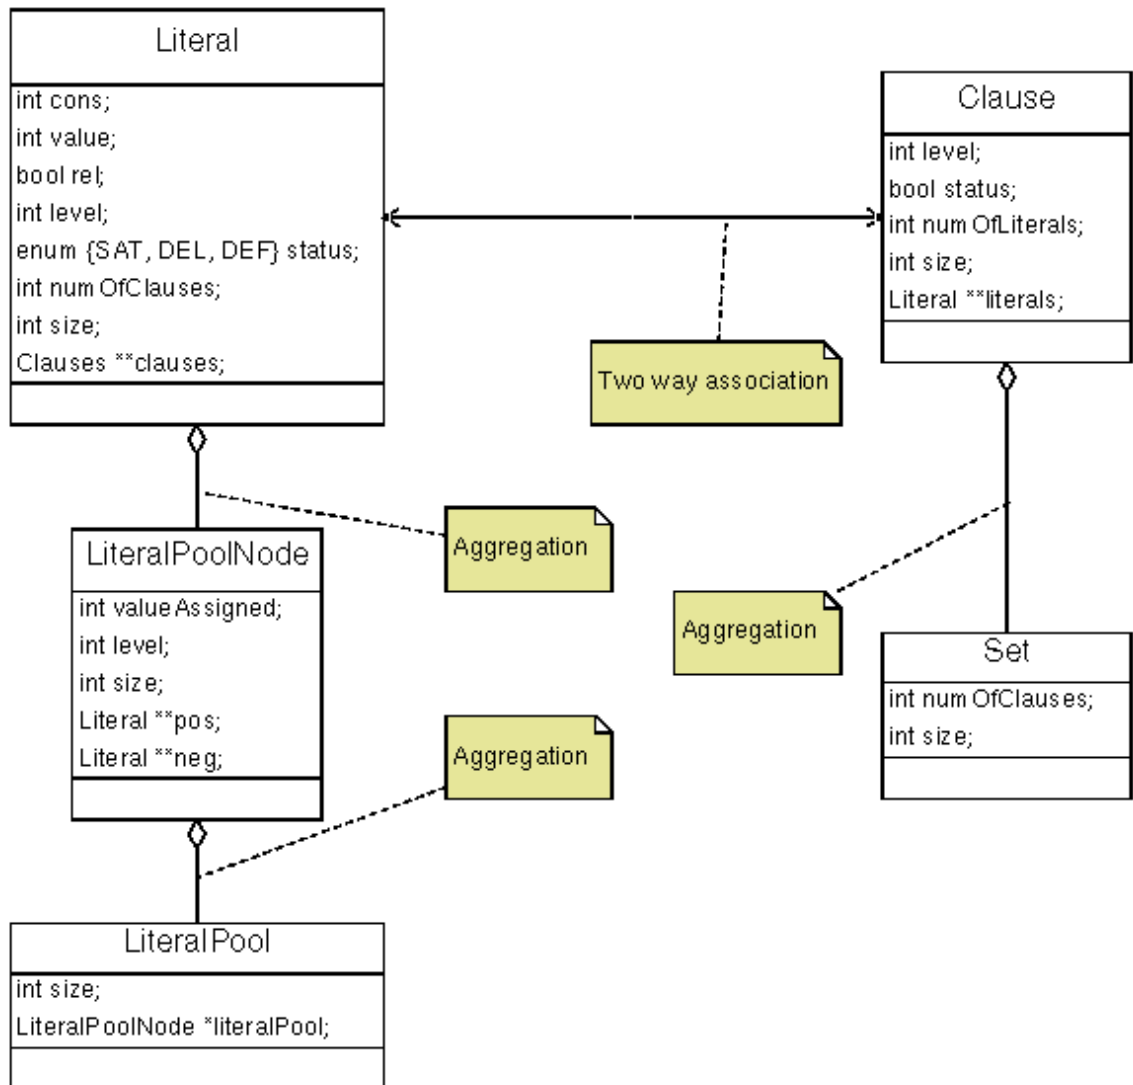 Literal
int cons;
int value;
bool rel;
int level;
enum {SAT, DEL, DEF} status;
int numOfClauses;
int size;
Clauses **clauses;
Clause
int level;
bool status;
int numOfLiterals;
int size;
Literal **literals;
Two way association
Aggregation
LiteralPoolNode
int valueAssigned;
int level;
int size;
Literal **pos;
Literal **neg;
Aggregation
Set
int numOfClauses;
int size;
Aggregation
LiteralPool
int size;
LiteralPoolNode *literalPool;